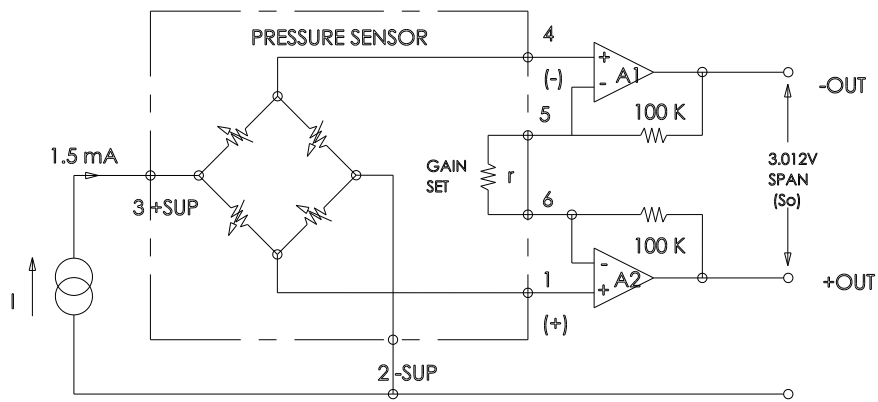 PRESSURE SENSOR
4
+
(-)
A1
-
-OUT
5
100 K
1.5 mA
GAIN
SET
r
3.012V
SPAN
(So)
3 +SUP
6
100 K
-
A2
+
1
+OUT
I
(+)
2 -SUP